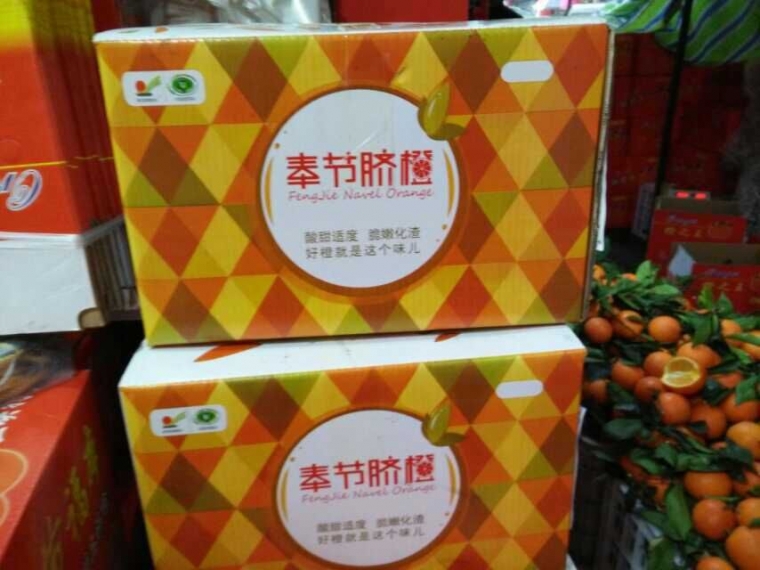 奉节脐橙
FengJie Navel Orange
酸甜适度 脆嫩化渣
好橙就是这个味儿
奉节脐橙
FengJie Navel Orange
酸甜适度 脆嫩化渣
好橙就是这个味儿